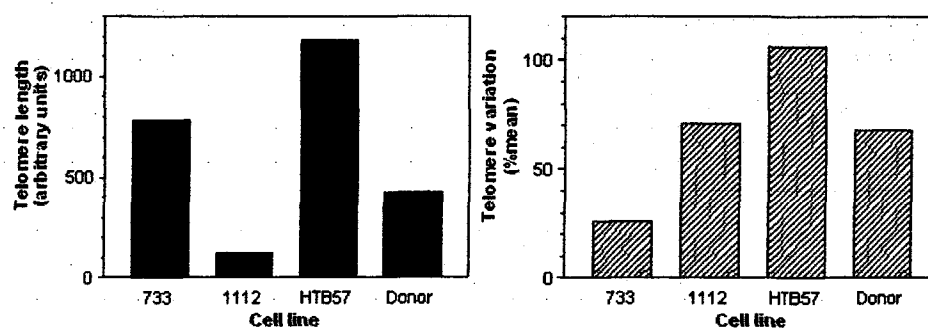 Telomere length
(arbitrary units)
1000
500
0
733 1112 HTB57 Donor
Cell line
Telomere variation
(%mean)
100
50
0
733 1112 HTB57 Donor
Cell line